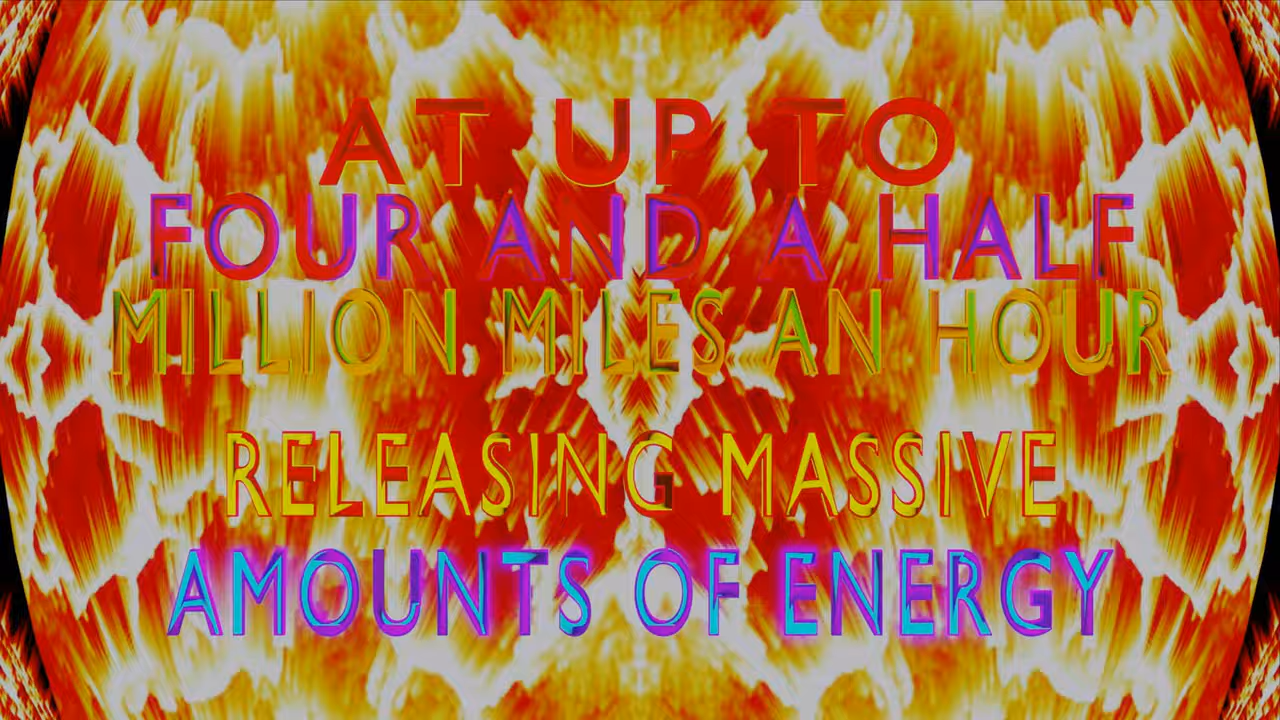 AT UP TO
FOUR AND A HALF
MILLION MILES AN HOUR
RELEASING MASSIVE
AMOUNTS OF ENERGY